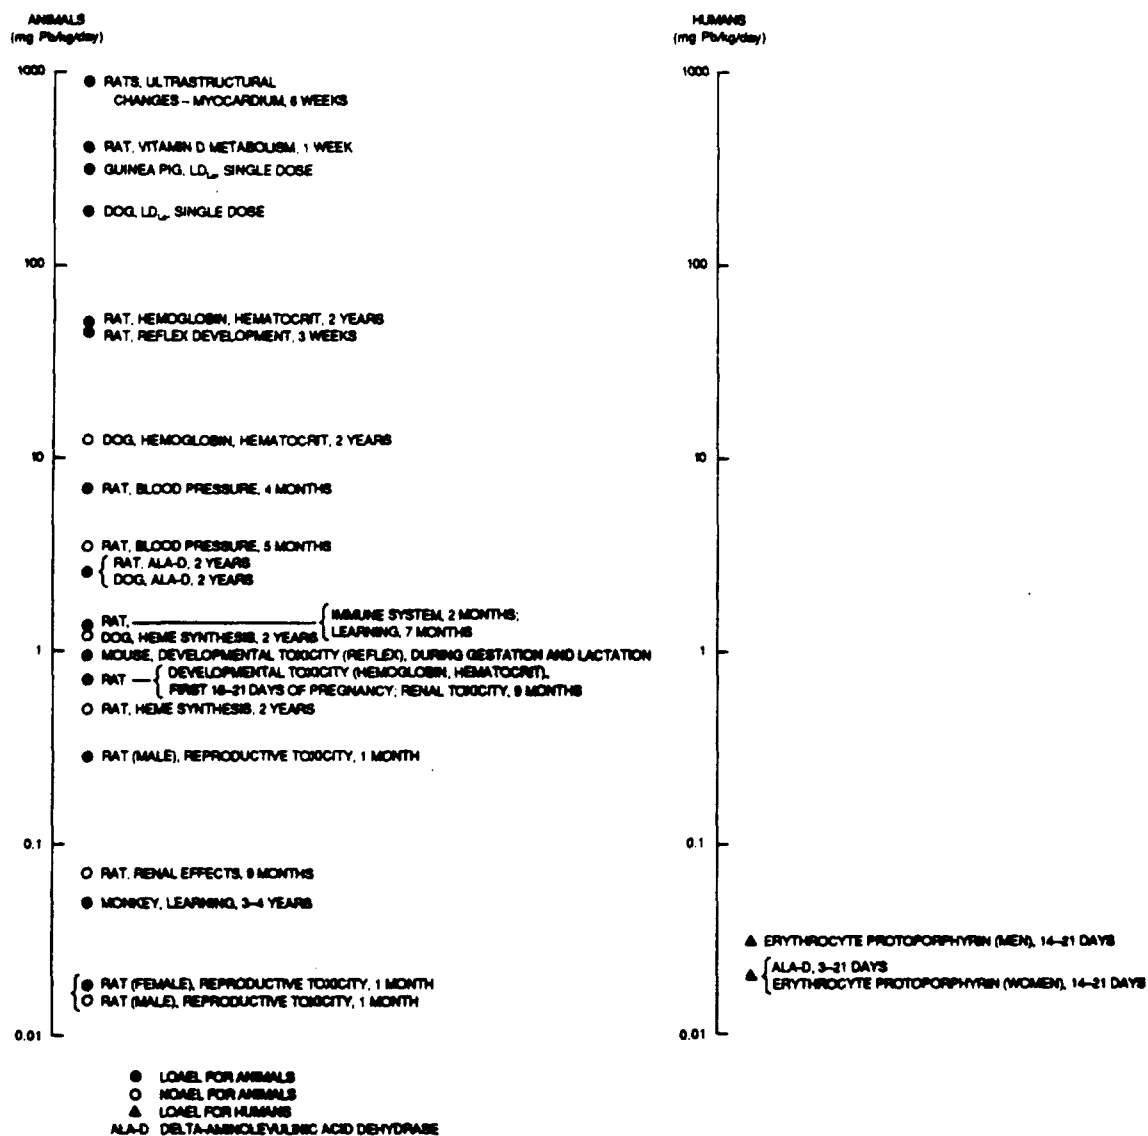 ANIMALS
(mg Pb/kg/day)
1000
RATS, ULTRASTRUCTURAL
CHANGES – MYOCARDIUM, 6 WEEKS
RAT, VITAMIN D METABOLISM, 1 WEEK
GUINEA PIG, LD SINGLE DOSE
DOG, LD SINGLE DOSE
100
RAT, HEMOGLOBIN, HEMATOCRIT, 2 YEARS
RAT, REFLEX DEVELOPMENT, 3 WEEKS
DOG, HEMOGLOBIN, HEMATOCRIT, 2 YEARS
10
RAT, BLOOD PRESSURE, 4 MONTHS
RAT, BLOOD PRESSURE, 5 MONTHS
RAT, ALA-D, 2 YEARS
DOG, ALA-D, 2 YEARS
RAT, IMMUNE SYSTEM, 2 MONTHS;
LEARNING, 7 MONTHS
DOG, HEME SYNTHESIS, 2 YEARS
1
MOUSE, DEVELOPMENTAL TOXICITY (REFLEX), DURING GESTATION AND LACTATION
RAT DEVELOPMENTAL TOXICITY (HEMOGLOBIN, HEMATOCRIT),
FIRST 16–21 DAYS OF PREGNANCY; RENAL TOXICITY, 9 MONTHS
RAT, HEME SYNTHESIS, 2 YEARS
RAT (MALE), REPRODUCTIVE TOXICITY, 1 MONTH
0.1
RAT, RENAL EFFECTS, 9 MONTHS
MONKEY, LEARNING, 3–4 YEARS
RAT (FEMALE), REPRODUCTIVE TOXICITY, 1 MONTH
RAT (MALE), REPRODUCTIVE TOXICITY, 1 MONTH
0.01
HUMANS
(mg Pb/kg/day)
1000
100
10
1
0.1
ERYTHROCYTE PROTOPORPHYRIN (MEN), 14–21 DAYS
ALA-D, 3–21 DAYS
ERYTHROCYTE PROTOPORPHYRIN (WOMEN), 14–21 DAYS
0.01
LOAEL FOR ANIMALS
NOAEL FOR ANIMALS
LOAEL FOR HUMANS
ALA-D DELTA-AMINOLEVULINIC ACID DEHYDRASE